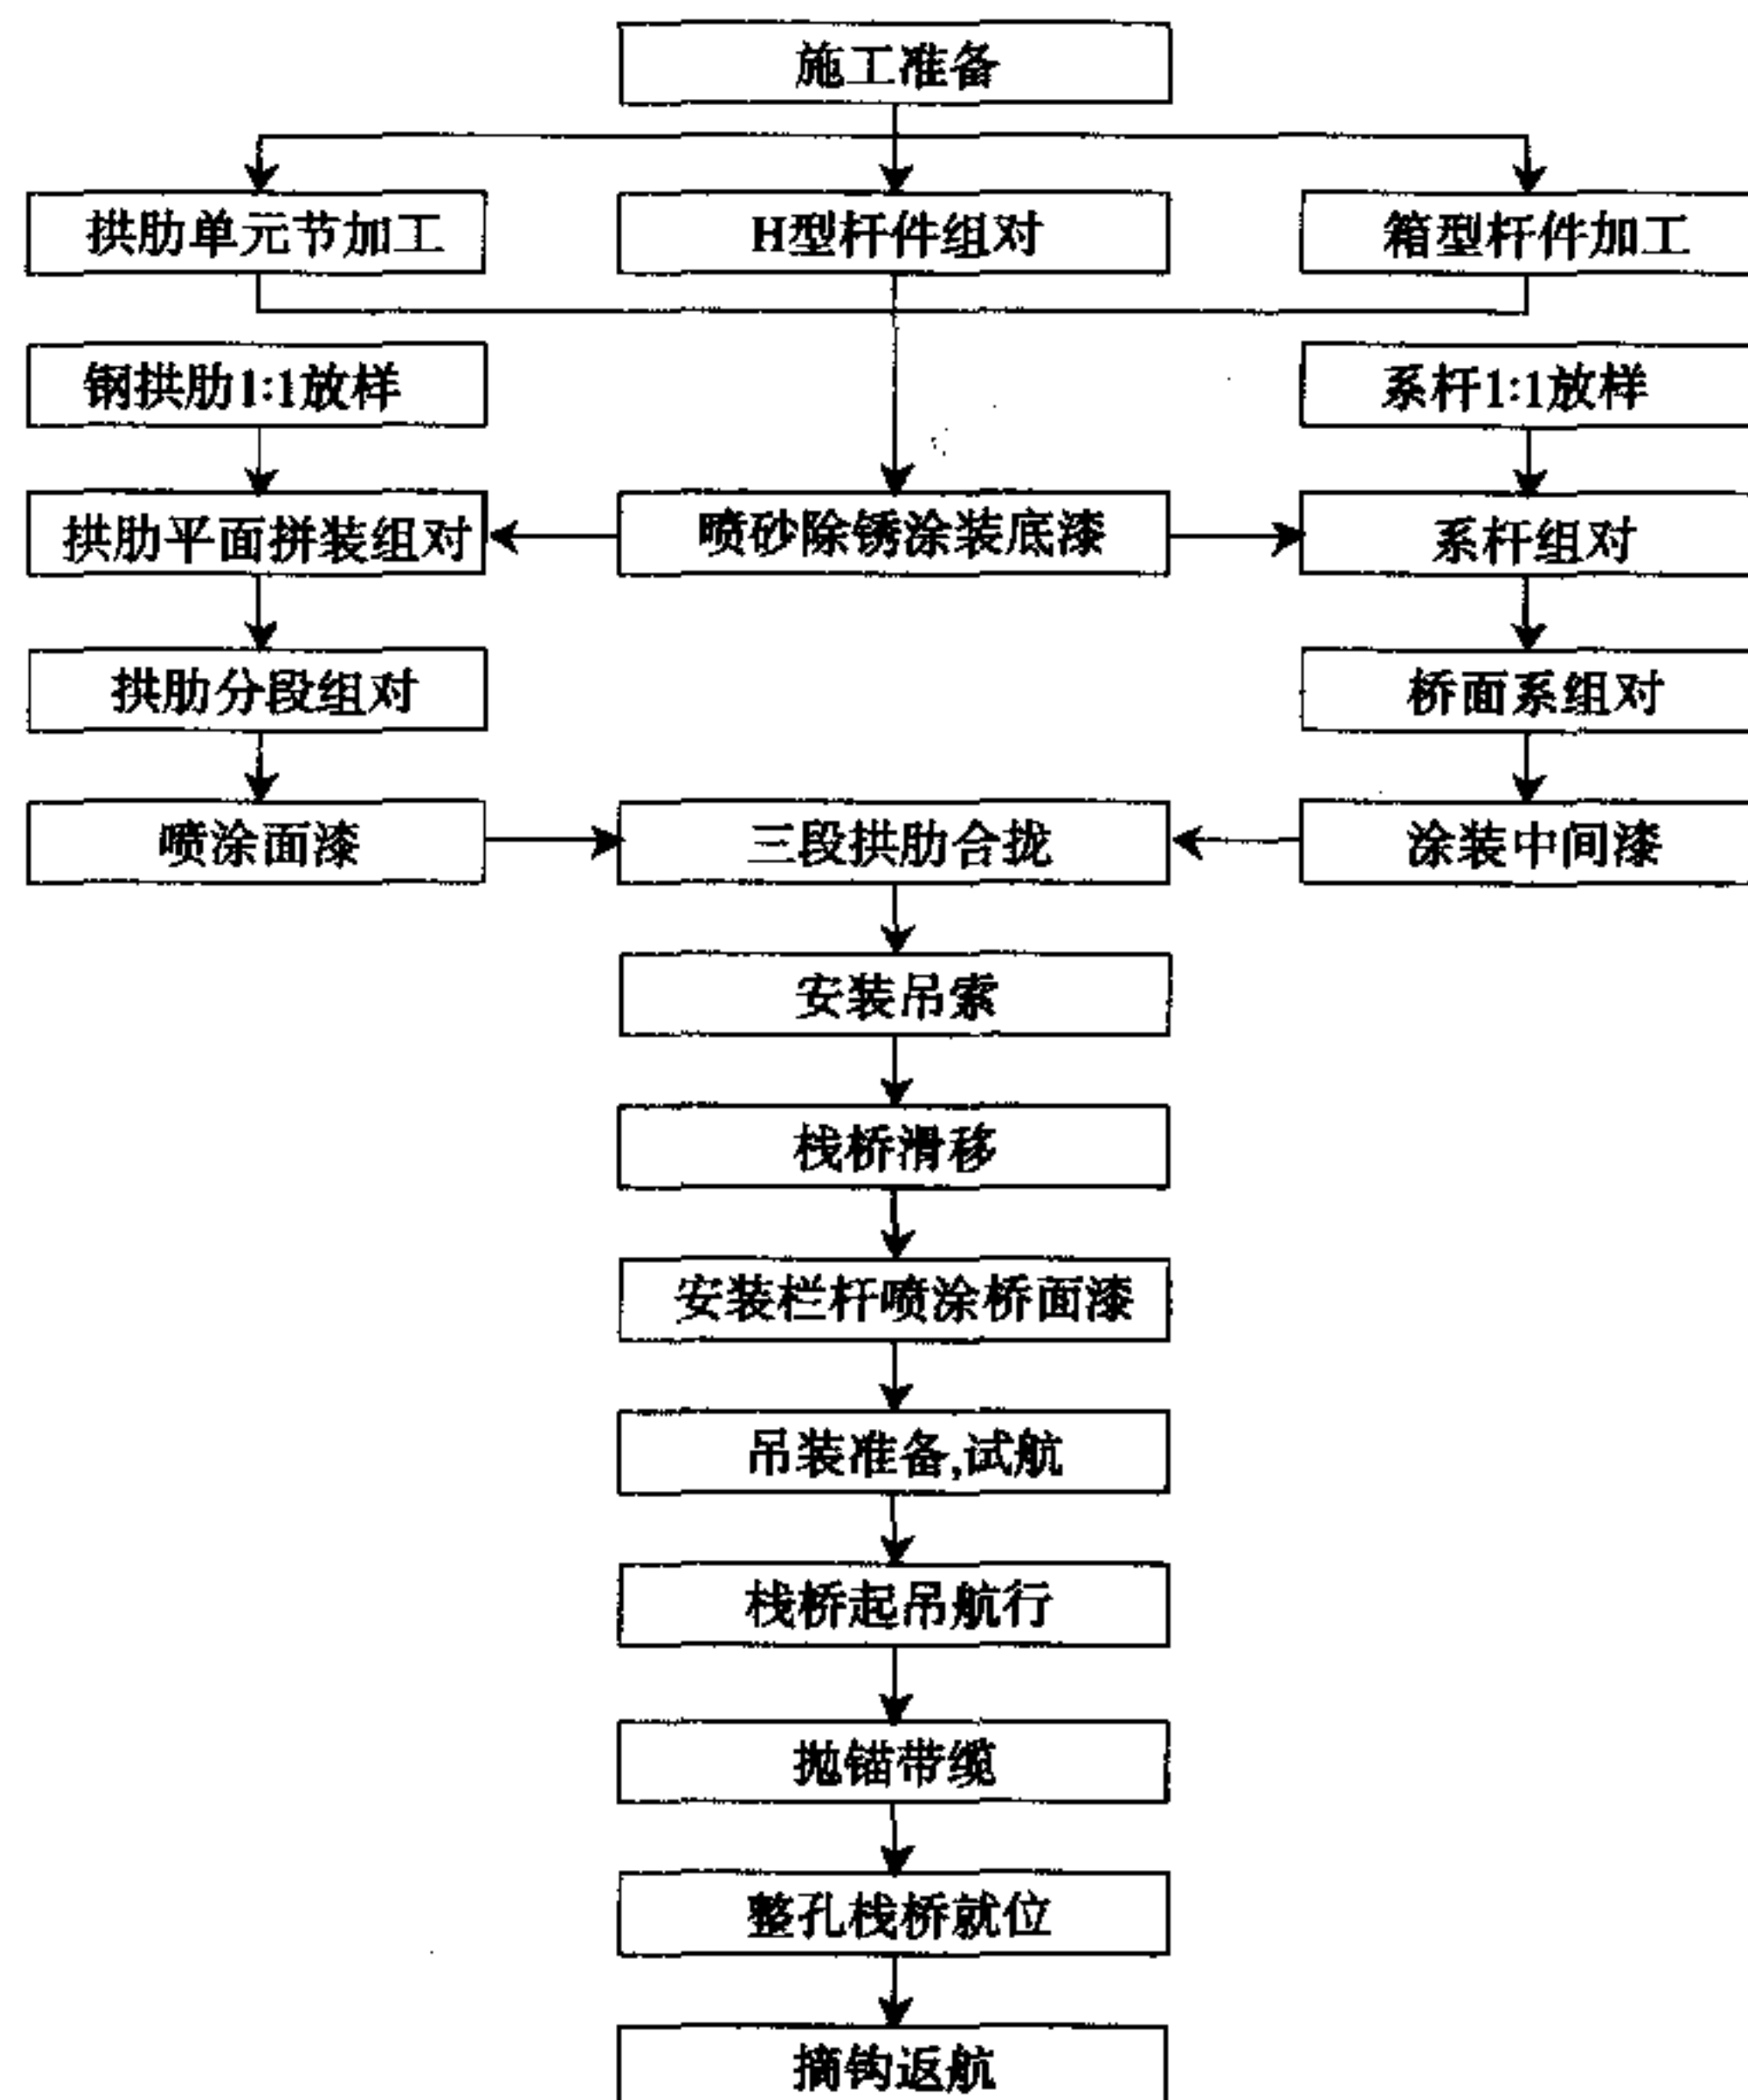 施工准备
拱肋单元节加工
H型杆件组对
箱型杆件加工
钢拱肋1:1放样
系杆1:1放样
拱肋平面拼装组对
喷砂除锈涂装底漆
系杆组对
拱肋分段组对
桥面系组对
喷涂面漆
三段拱肋合拢
涂装中间漆
安装吊索
栈桥滑移
安装栏杆喷涂桥面漆
吊装准备,试航
栈桥起吊航行
抛锚带缆
整孔栈桥就位
摘钩返航